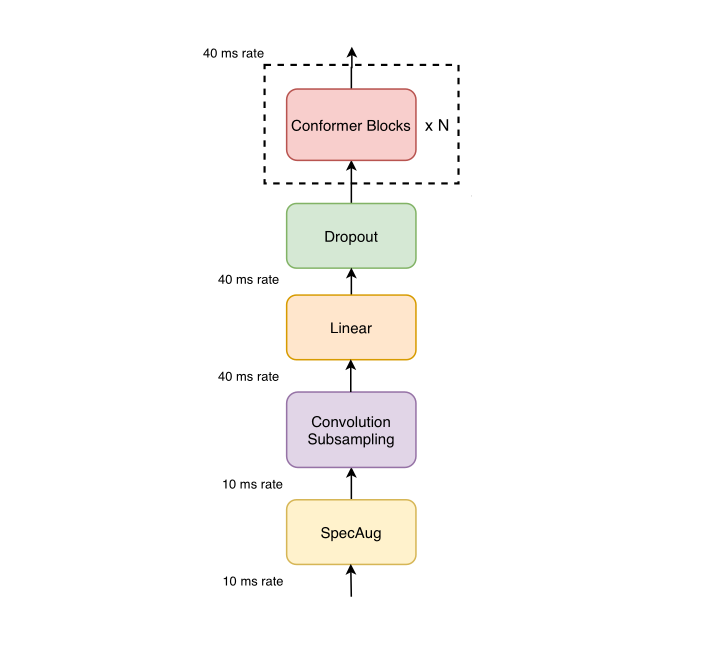 40 ms rate
Conformer Blocks
x N
Dropout
40 ms rate
Linear
40 ms rate
Convolution
Subsampling
10 ms rate
SpecAug
10 ms rate